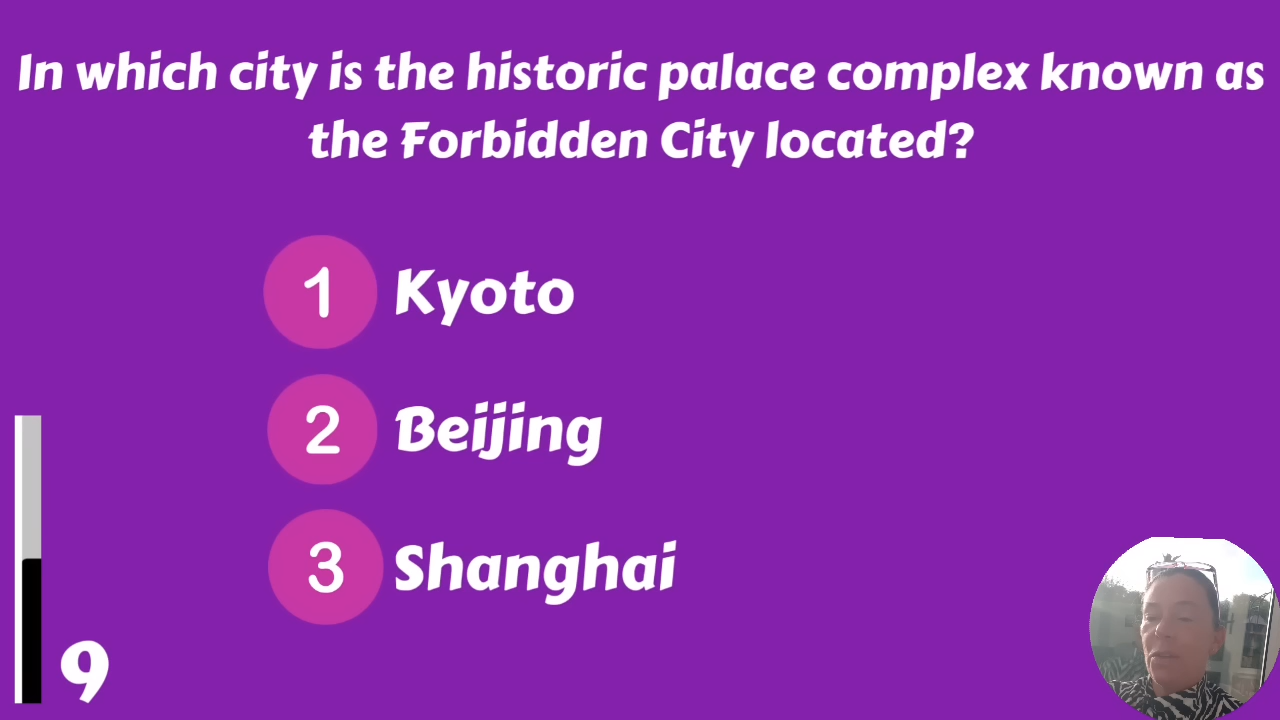 In which city is the historic palace complex known as
the Forbidden City located?
1 Kyoto
2 Beijing
3 Shanghai
9